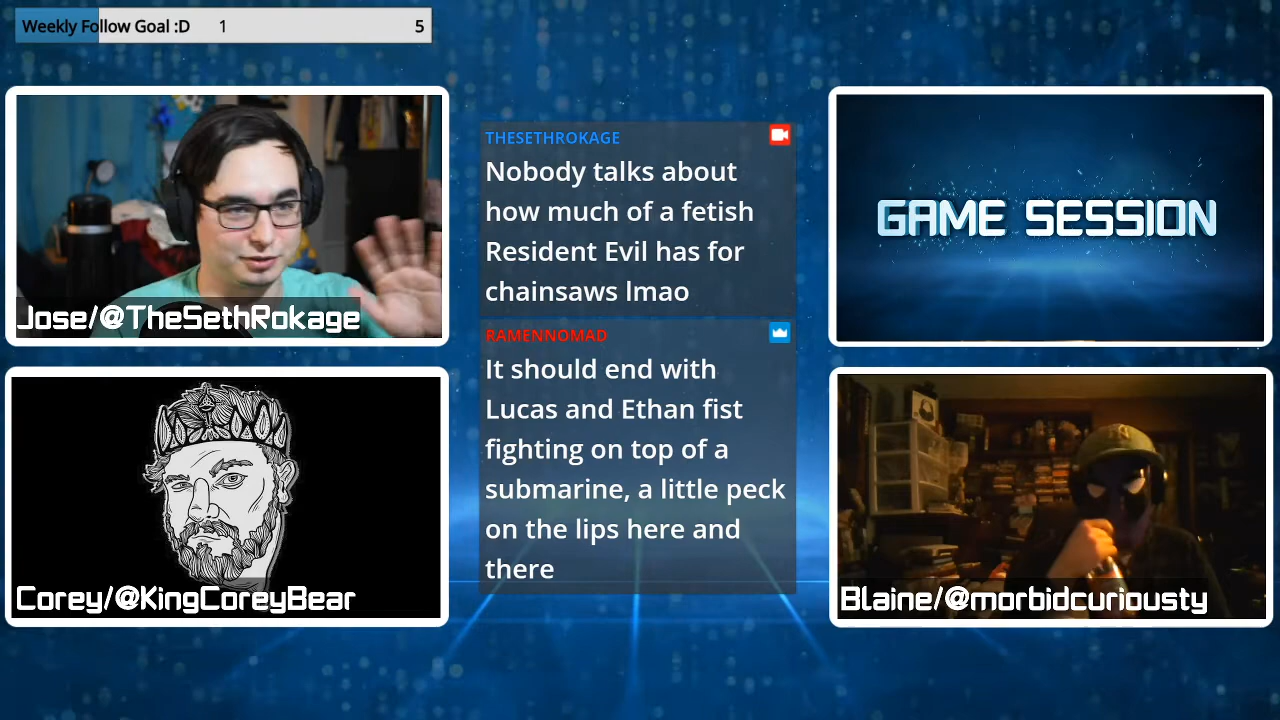 Weekly Follow Goal :D 1 5
THESETHROKAGE
Nobody talks about
how much of a fetish
Resident Evil has for
chainsaws lmao
RAMENNOMAD
It should end with
Lucas and Ethan fist
fighting on top of a
submarine, a little peck
on the lips here and
there
Jose/@TheSethRokage
GAME SESSION
Corey/@KingCoreyBear
Blaine/@morbidcuriousty